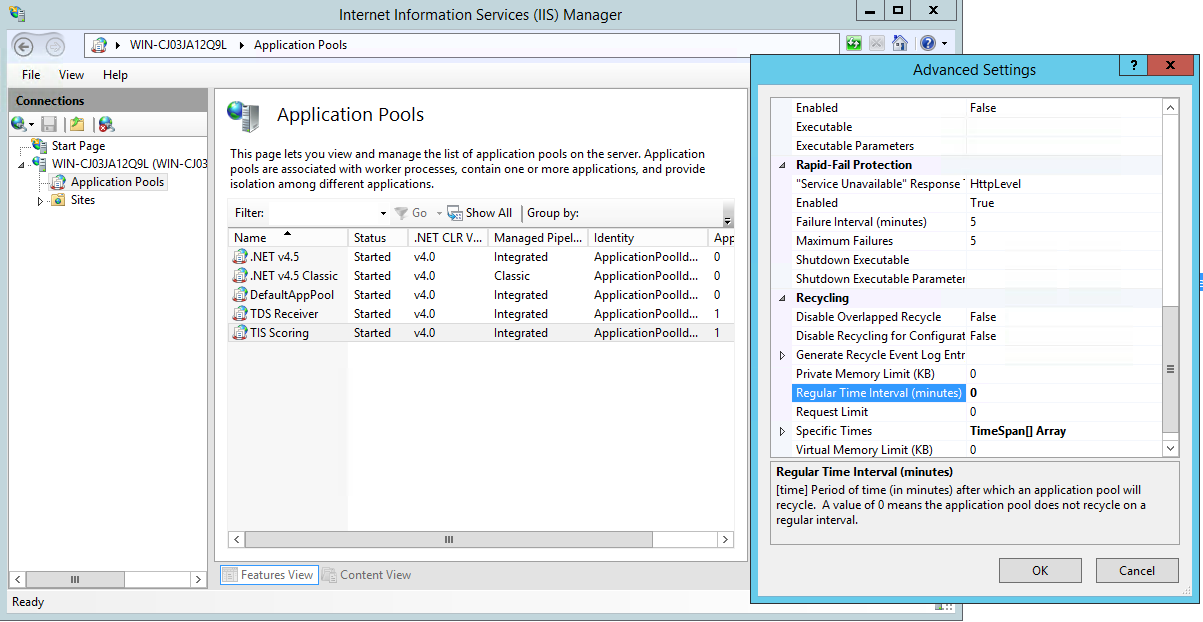 Internet Information Services (IIS) Manager
WIN-CJ03JA12Q9L Application Pools
File View Help
Connections
Start Page
WIN-CJ03JA12Q9L (WIN-CJ03
Application Pools
Sites
Application Pools
This page lets you view and manage the list of application pools on the server. Application
pools are associated with worker processes, contain one or more applications, and provide
isolation among different applications.
Filter: Go Show All Group by:
Name Status .NET CLR V... Managed Pipel... Identity App
.NET v4.5 Started v4.0 Integrated ApplicationPoolId... 0
.NET v4.5 Classic Started v4.0 Classic ApplicationPoolId... 0
DefaultAppPool Started v4.0 Integrated ApplicationPoolId... 0
TDS Receiver Started v4.0 Integrated ApplicationPoolId... 1
TIS Scoring Started v4.0 Integrated ApplicationPoolId... 1
Features View Content View
Ready
Advanced Settings
? X
Enabled False
Executable
Executable Parameters
Rapid-Fail Protection
"Service Unavailable" Response HttpLevel
Enabled True
Failure Interval (minutes) 5
Maximum Failures 5
Shutdown Executable
Shutdown Executable Parameter
Recycling
Disable Overlapped Recycle False
Disable Recycling for Configurat False
Generate Recycle Event Log Entr
Private Memory Limit (KB) 0
Regular Time Interval (minutes) 0
Request Limit 0
Specific Times TimeSpan[] Array
Virtual Memory Limit (KB) 0
Regular Time Interval (minutes)
[time] Period of time (in minutes) after which an application pool will
recycle. A value of 0 means the application pool does not recycle on a
regular interval.
OK Cancel